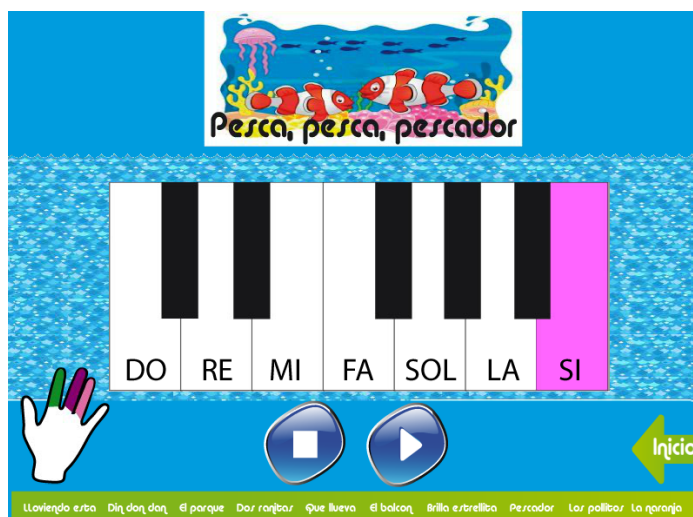 Pesca, pesca, pescador
DO RE MI FA SOL LA SI
Inicio
LLoviendo esta Din don dan El parque Dos ranitas Que llueva El balcon Brilla estrellita Pescador Los pollitos La naranja